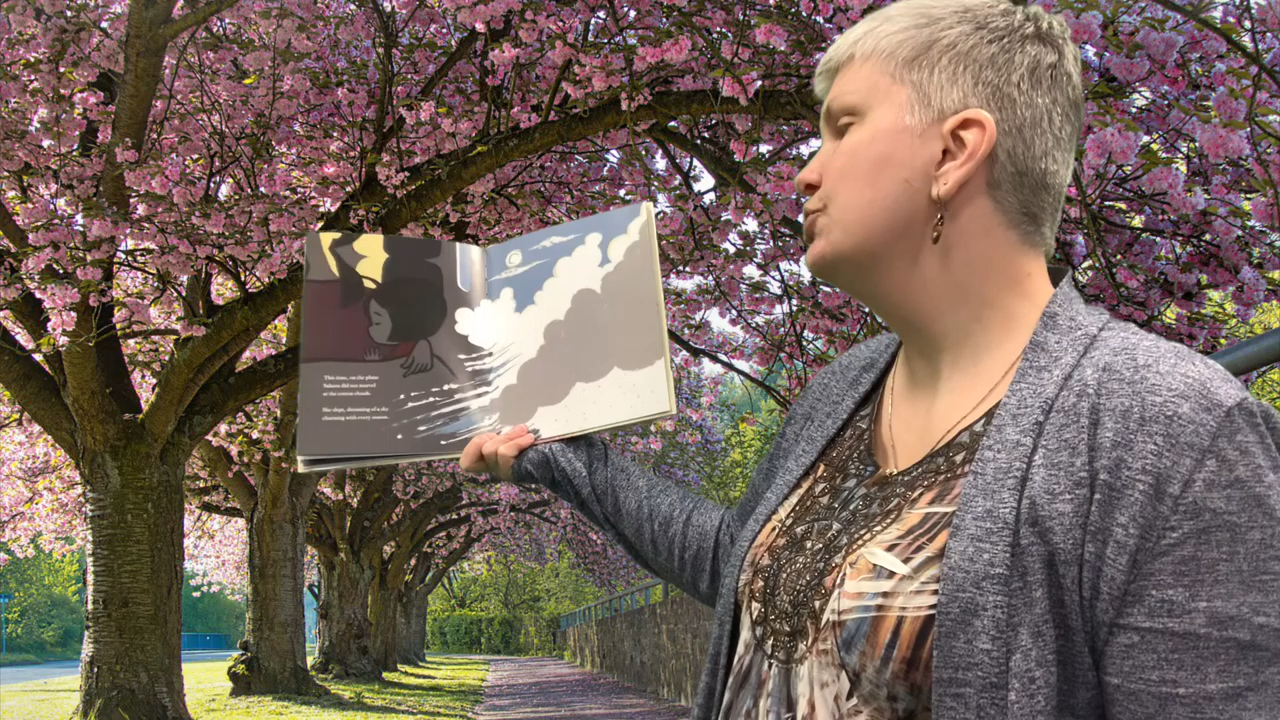 This time, on the plane
Sakura did not marvel
at the cotton clouds.
She slept, dreaming of a sky
charming with every season.